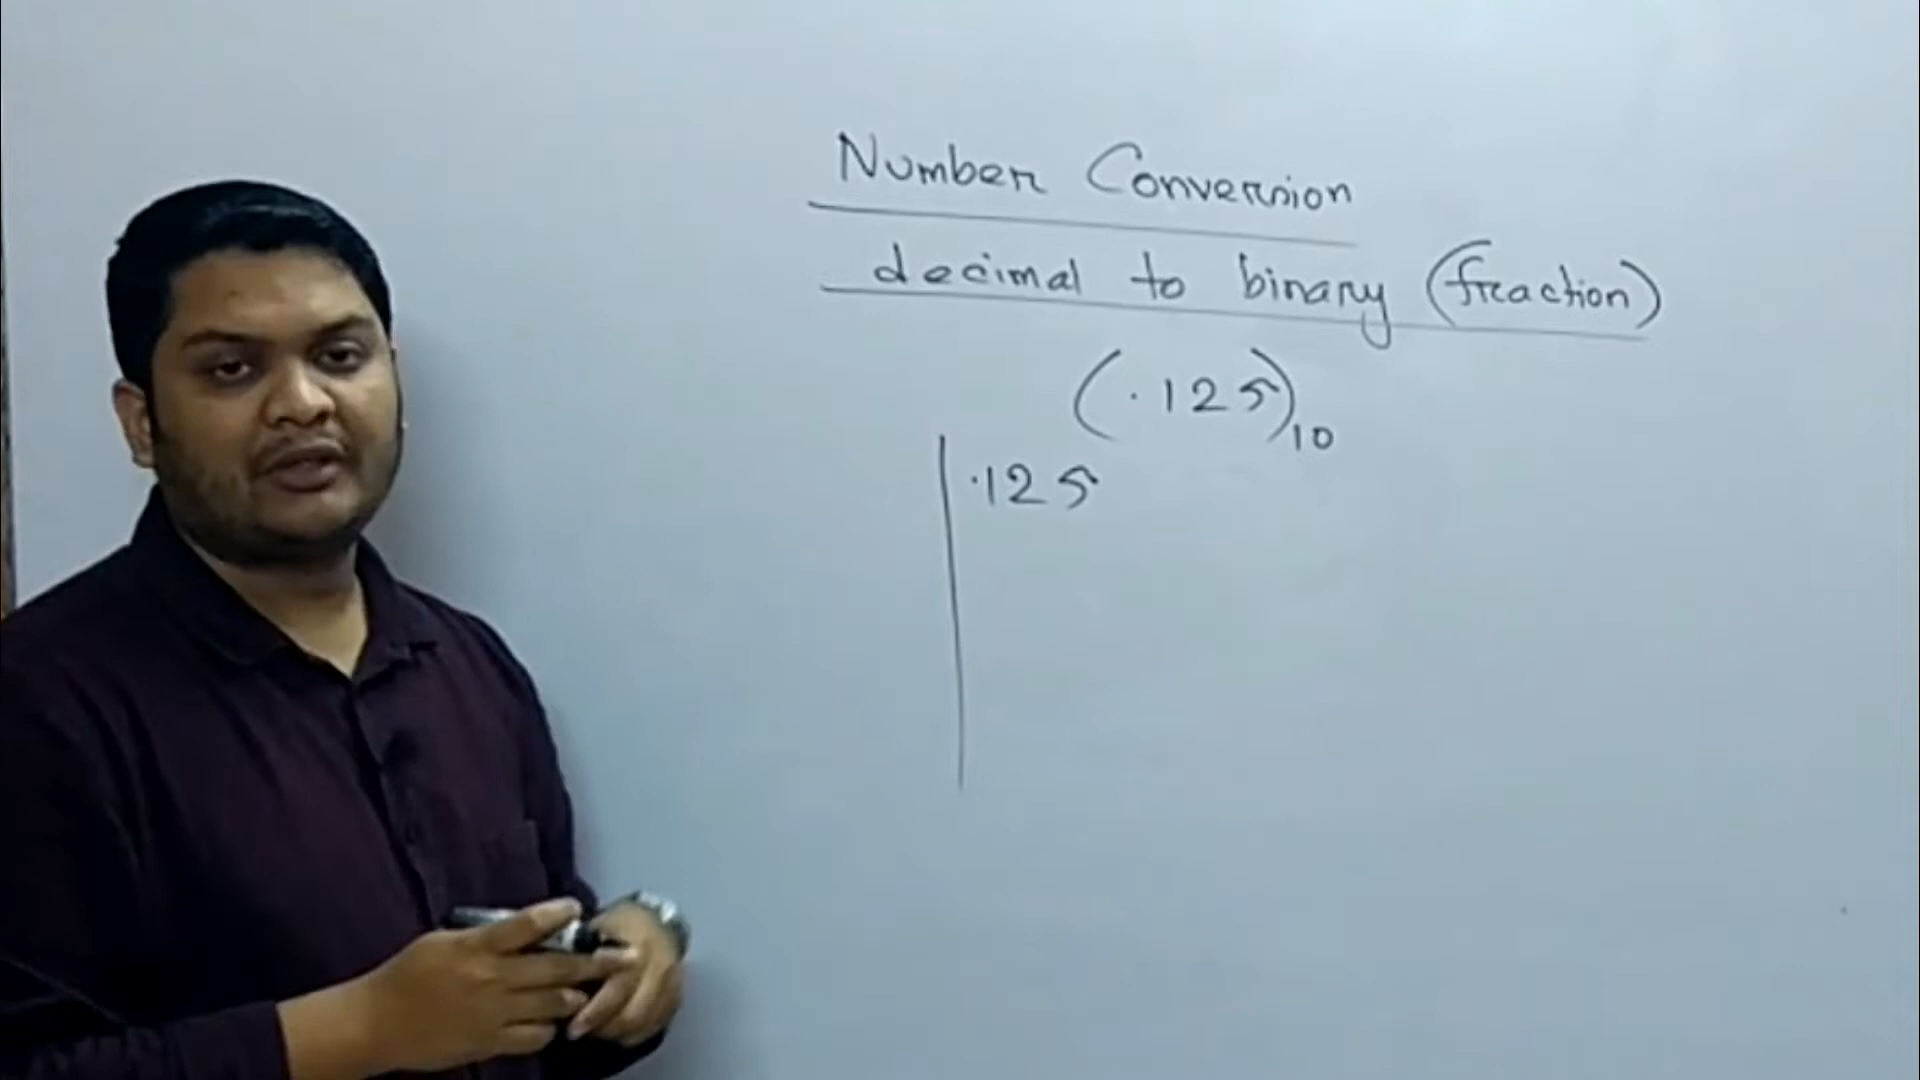 Number Conversion
decimal to binary (fraction)
(.125)10
.125